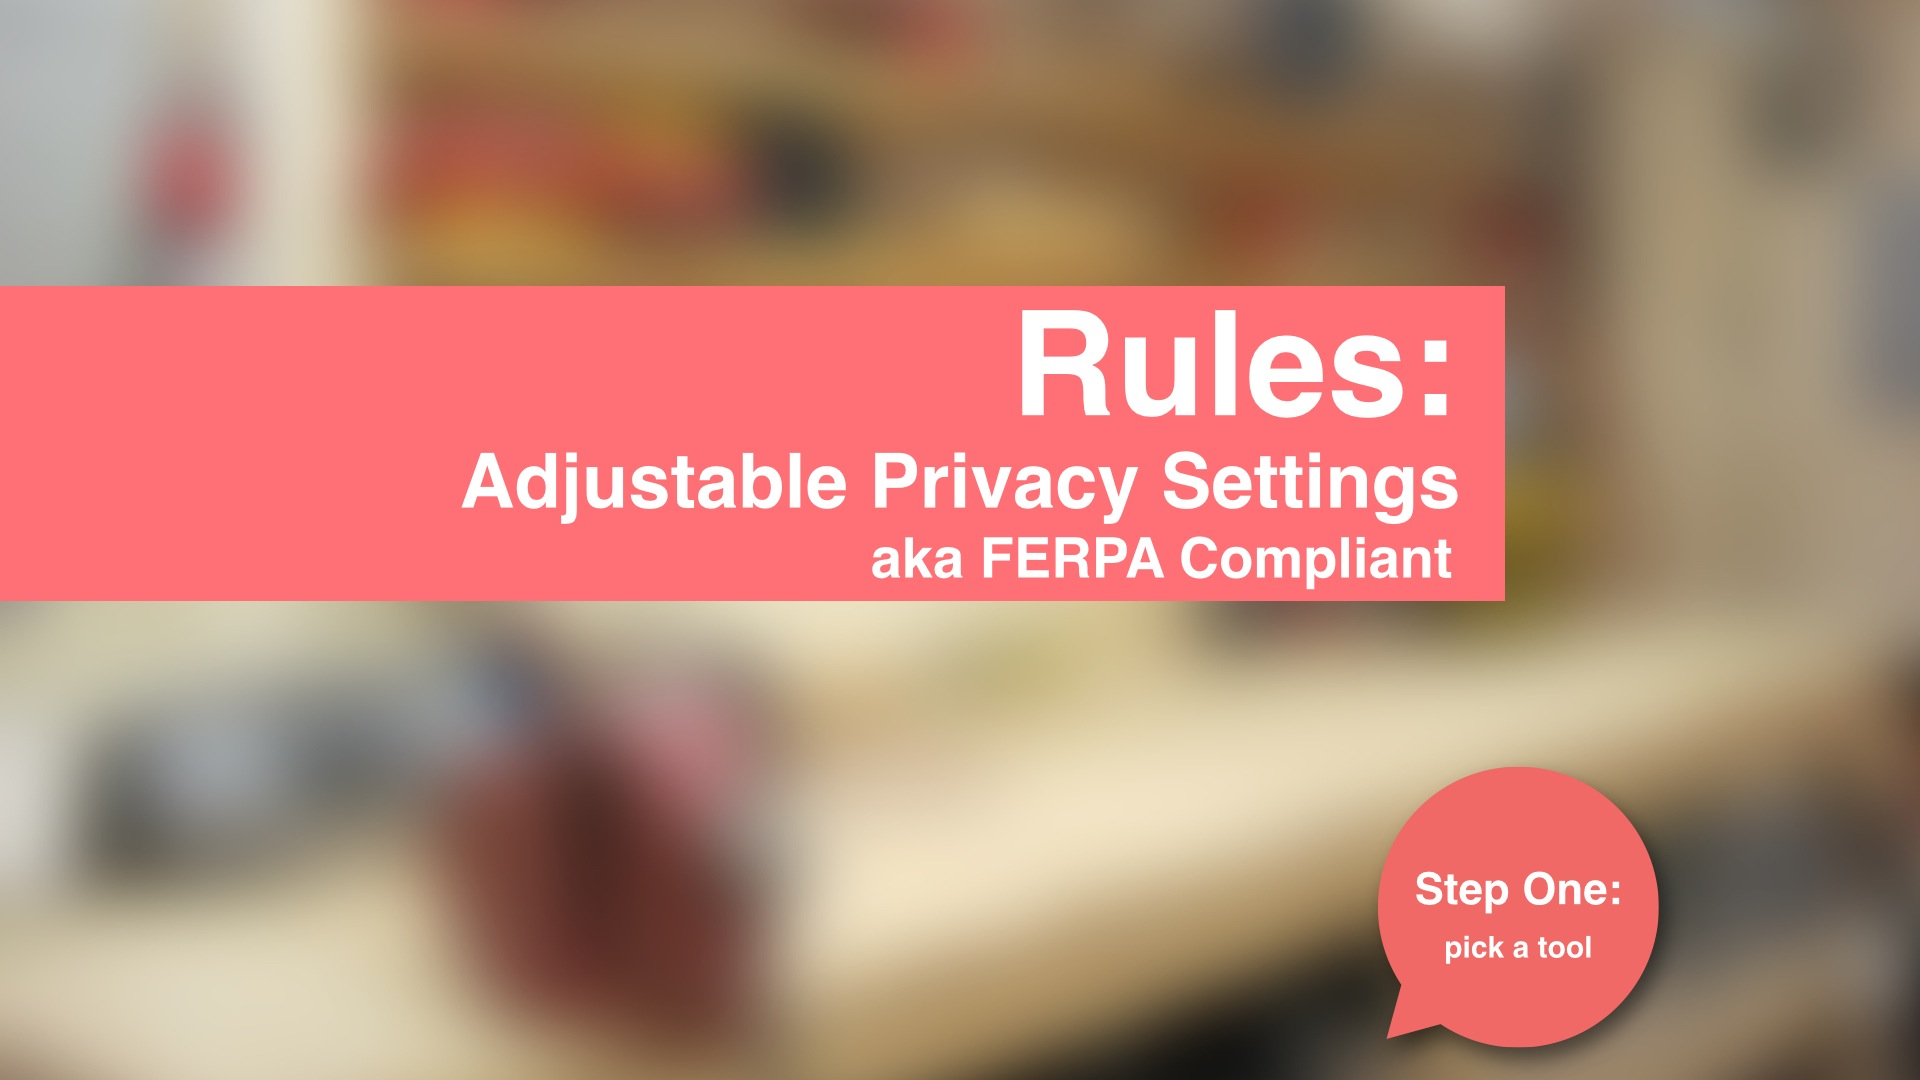 Rules:
Adjustable Privacy Settings
aka FERPA Compliant
Step One:
pick a tool